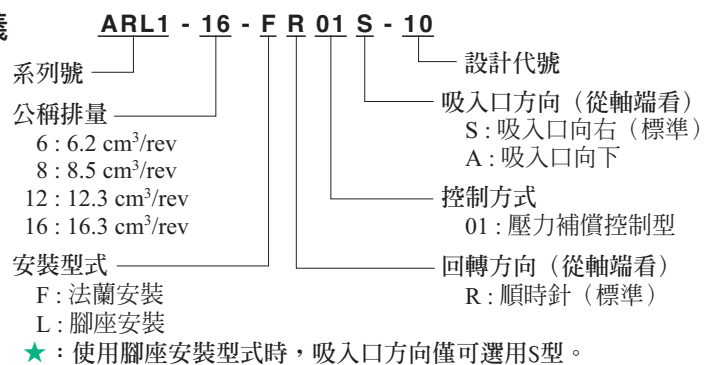 義
ARL1 - 16 - F R 01 S - 10
系列號
公稱排量
6 : 6.2 cm³/rev
8 : 8.5 cm³/rev
12 : 12.3 cm³/rev
16 : 16.3 cm³/rev
安裝型式
F : 法蘭安裝
L : 腳座安裝
設計代號
吸入口方向（從軸端看）
S : 吸入口向右（標準）
A : 吸入口向下
控制方式
01 : 壓力補償控制型
回轉方向（從軸端看）
R : 順時針（標準）
★：使用腳座安裝型式時，吸入口方向僅可選用S型。